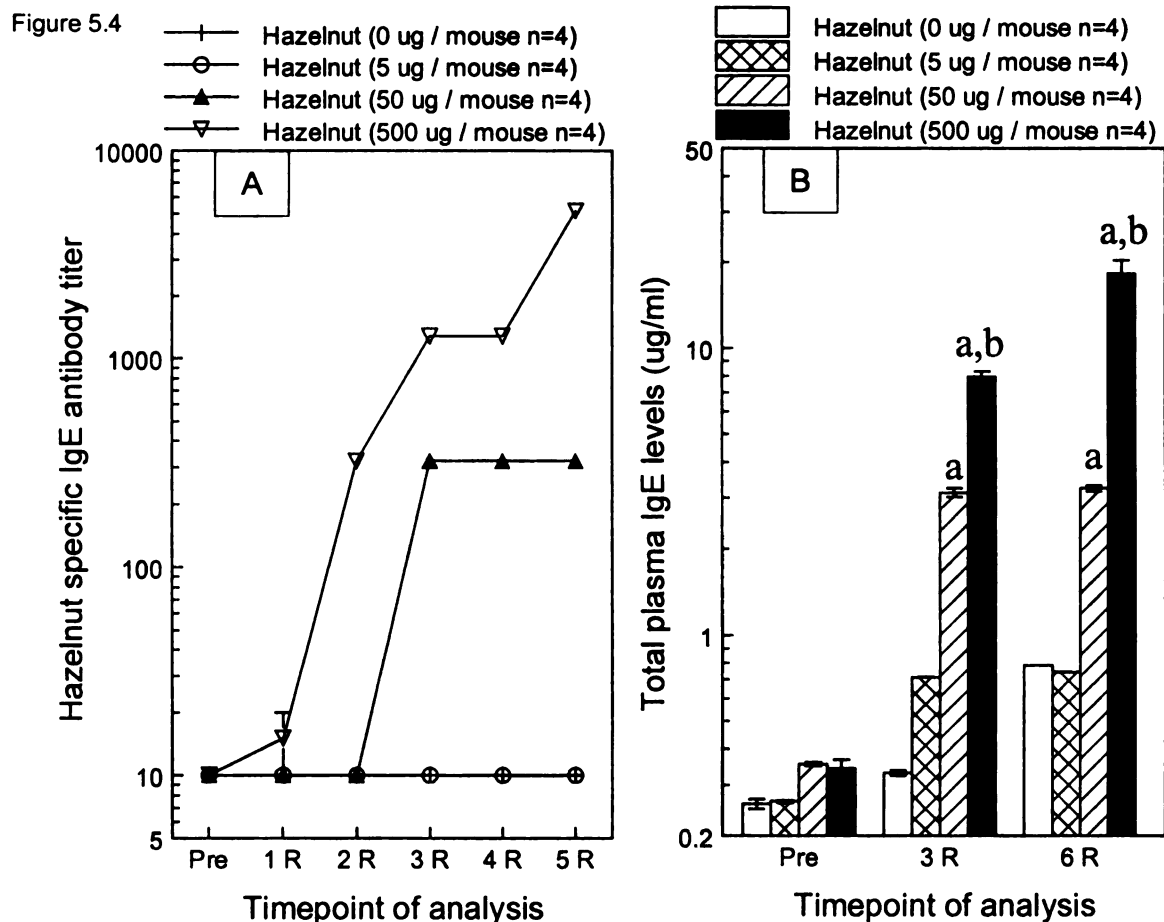 Figure 5.4
Hazelnut (0 ug / mouse n=4)
Hazelnut (5 ug / mouse n=4)
Hazelnut (50 ug / mouse n=4)
Hazelnut (500 ug / mouse n=4)
A
Hazelnut specific IgE antibody titer
10000
1000
100
10
5
Pre 1 R 2 R 3 R 4 R 5 R
Timepoint of analysis
Hazelnut (0 ug / mouse n=4)
Hazelnut (5 ug / mouse n=4)
Hazelnut (50 ug / mouse n=4)
Hazelnut (500 ug / mouse n=4)
B
Total plasma IgE levels (ug/ml)
50
10
1
0.2
a
a,b
a
a,b
Pre 3 R 6 R
Timepoint of analysis